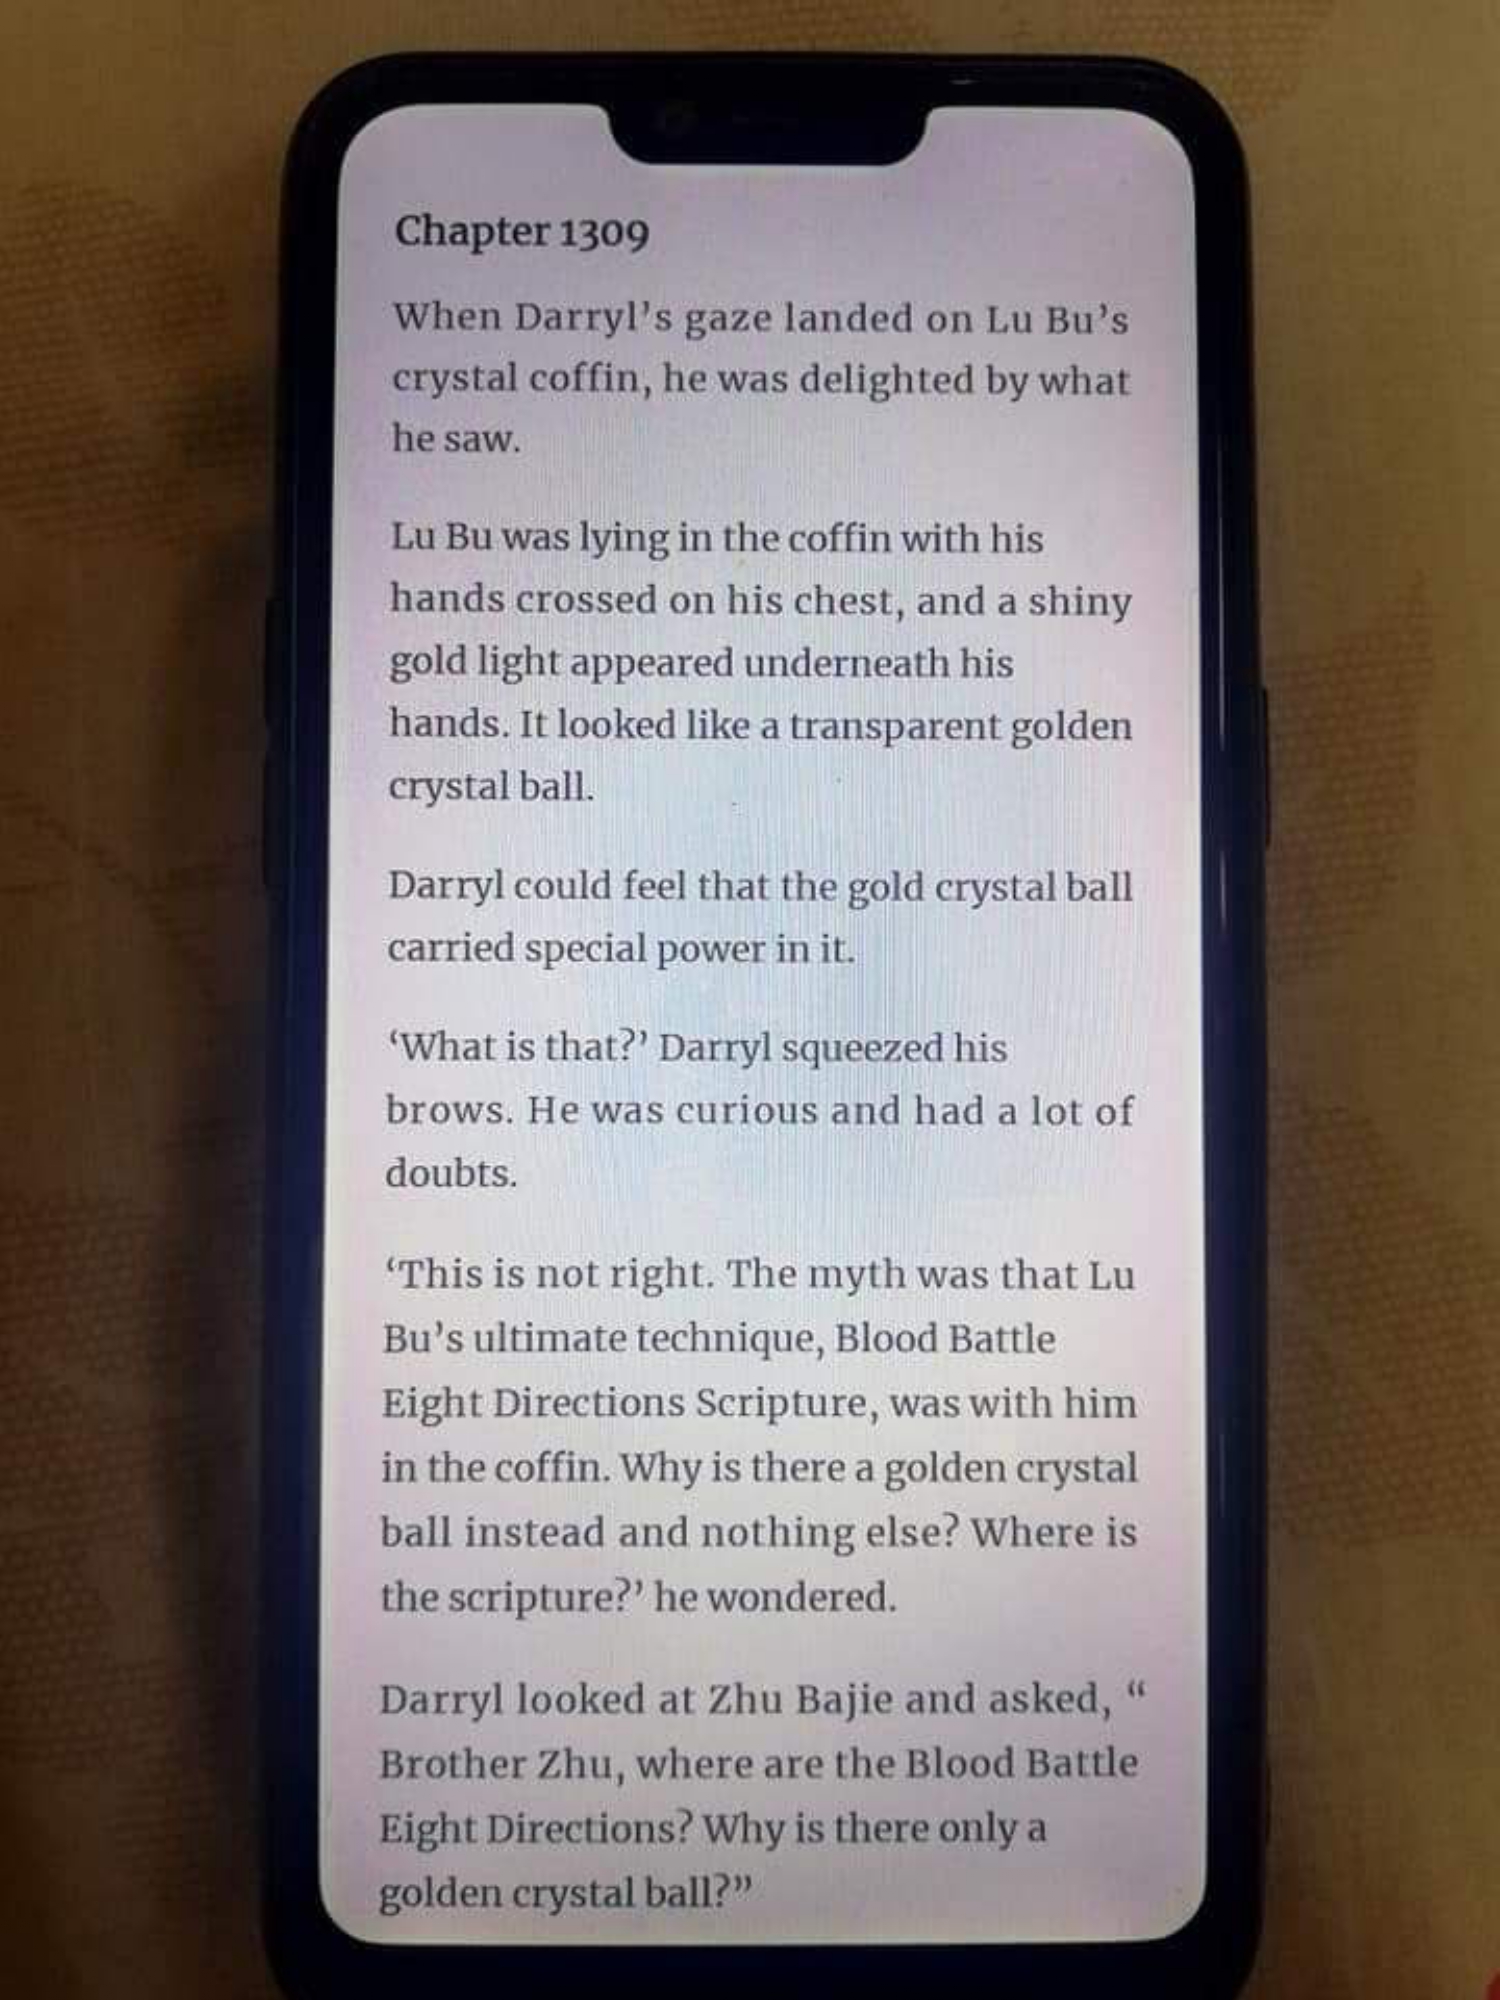 Chapter 1309
When Darryl’s gaze landed on Lu Bu’s
crystal coffin, he was delighted by what
he saw.
Lu Bu was lying in the coffin with his
hands crossed on his chest, and a shiny
gold light appeared underneath his
hands. It looked like a transparent golden
crystal ball.
Darryl could feel that the gold crystal ball
carried special power in it.
‘What is that?’ Darryl squeezed his
brows. He was curious and had a lot of
doubts.
‘This is not right. The myth was that Lu
Bu’s ultimate technique, Blood Battle
Eight Directions Scripture, was with him
in the coffin. Why is there a golden crystal
ball instead and nothing else? Where is
the scripture?’ he wondered.
Darryl looked at Zhu Bajie and asked, “
Brother Zhu, where are the Blood Battle
Eight Directions? Why is there only a
golden crystal ball?”